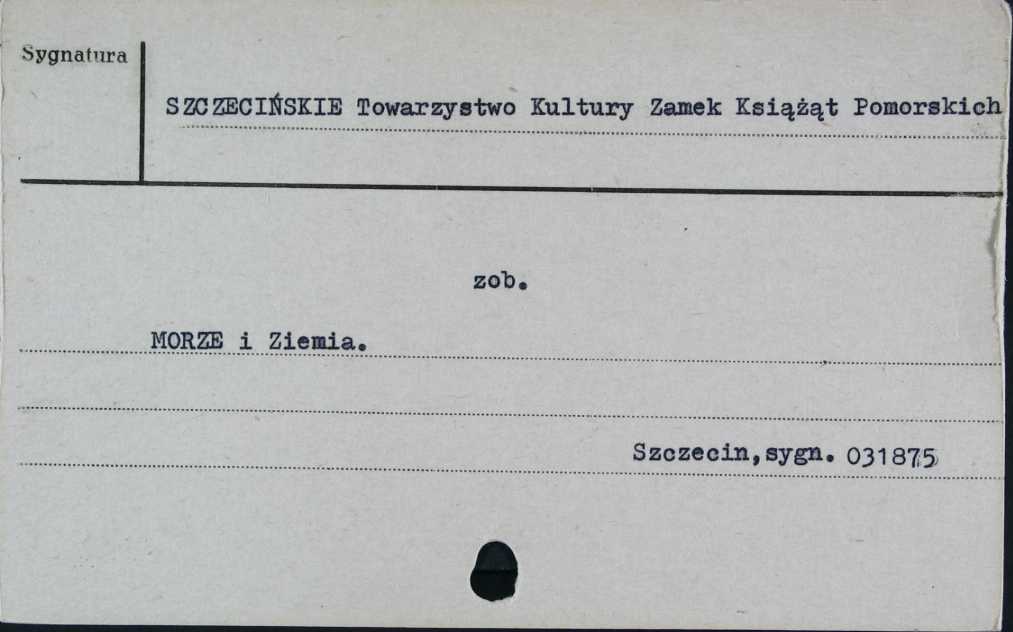 Sygnatura
SZCZECIŃSKIE Towarzystwo Kultury Zamek Książąt Pomorskich
zob.
MORZE i Ziemia.
Szczecin,sygn. 031875